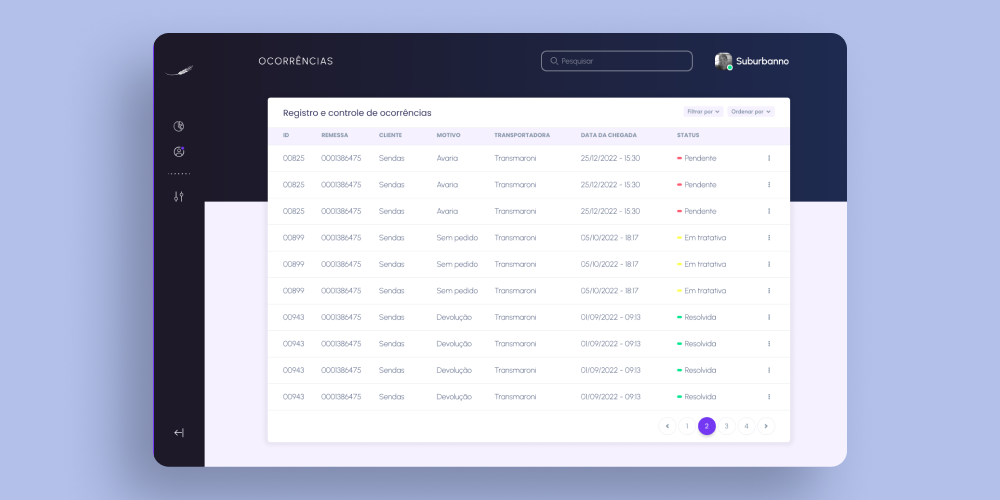 OCORRÊNCIAS
Pesquisar
Suburbanno
Registro e controle de ocorrências
Filtrar por
Ordenar por
ID REMESSA CLIENTE MOTIVO TRANSPORTADORA DATA DA CHEGADA STATUS
00825 0001386475 Sendas Avaria Transmaroni 25/12/2022 - 15:30 Pendente
00825 0001386475 Sendas Avaria Transmaroni 25/12/2022 - 15:30 Pendente
00825 0001386475 Sendas Avaria Transmaroni 25/12/2022 - 15:30 Pendente
00899 0001386475 Sendas Sem pedido Transmaroni 05/10/2022 - 18:17 Em tratativa
00899 0001386475 Sendas Sem pedido Transmaroni 05/10/2022 - 18:17 Em tratativa
00899 0001386475 Sendas Sem pedido Transmaroni 05/10/2022 - 18:17 Em tratativa
00943 0001386475 Sendas Devolução Transmaroni 01/09/2022 - 09:13 Resolvida
00943 0001386475 Sendas Devolução Transmaroni 01/09/2022 - 09:13 Resolvida
00943 0001386475 Sendas Devolução Transmaroni 01/09/2022 - 09:13 Resolvida
00943 0001386475 Sendas Devolução Transmaroni 01/09/2022 - 09:13 Resolvida
1 2 3 4